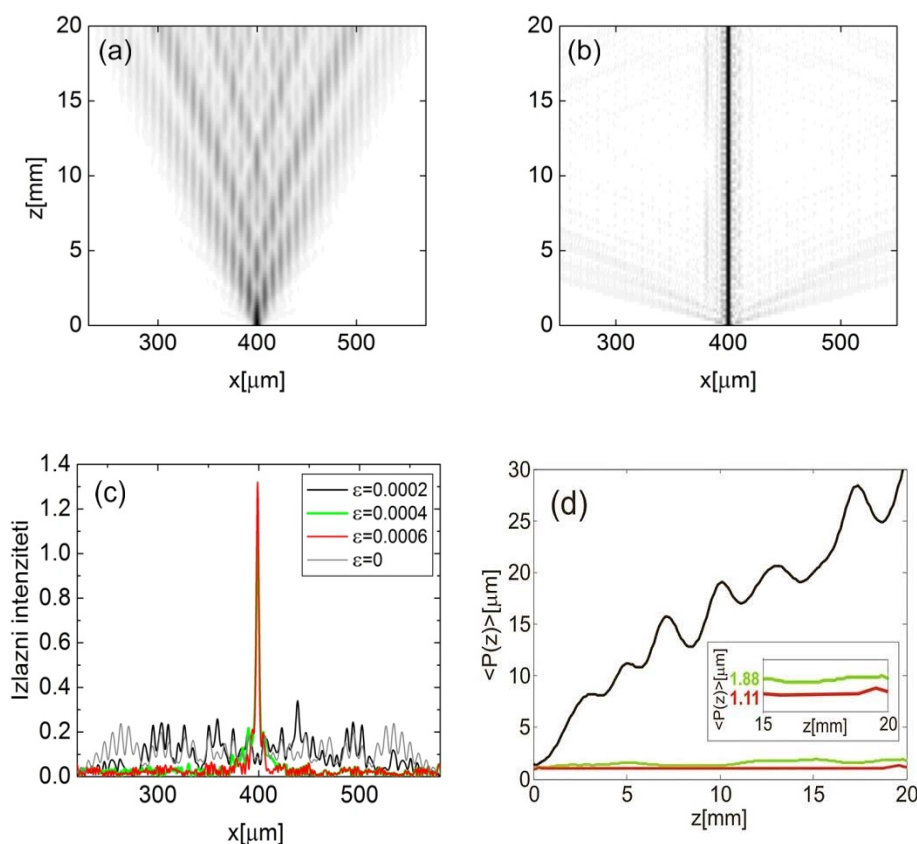 (a)
20
15
z[mm]
10
5
0
300 400 500
x[μm]
(b)
20
15
10
5
0
300 400 500
x[μm]
(c)
1.4
1.2
1.0
0.8
0.6
0.4
0.2
0.0
Izlazni intenziteti
ε=0.0002
ε=0.0004
ε=0.0006
ε=0
300 400 500
x[μm]
(d)
30
25
20
15
10
5
0
<P(z)>[μm]
<P(z)>[μm]
1.88
1.11
15 z[mm] 20
0 5 10 15 20
z[mm]